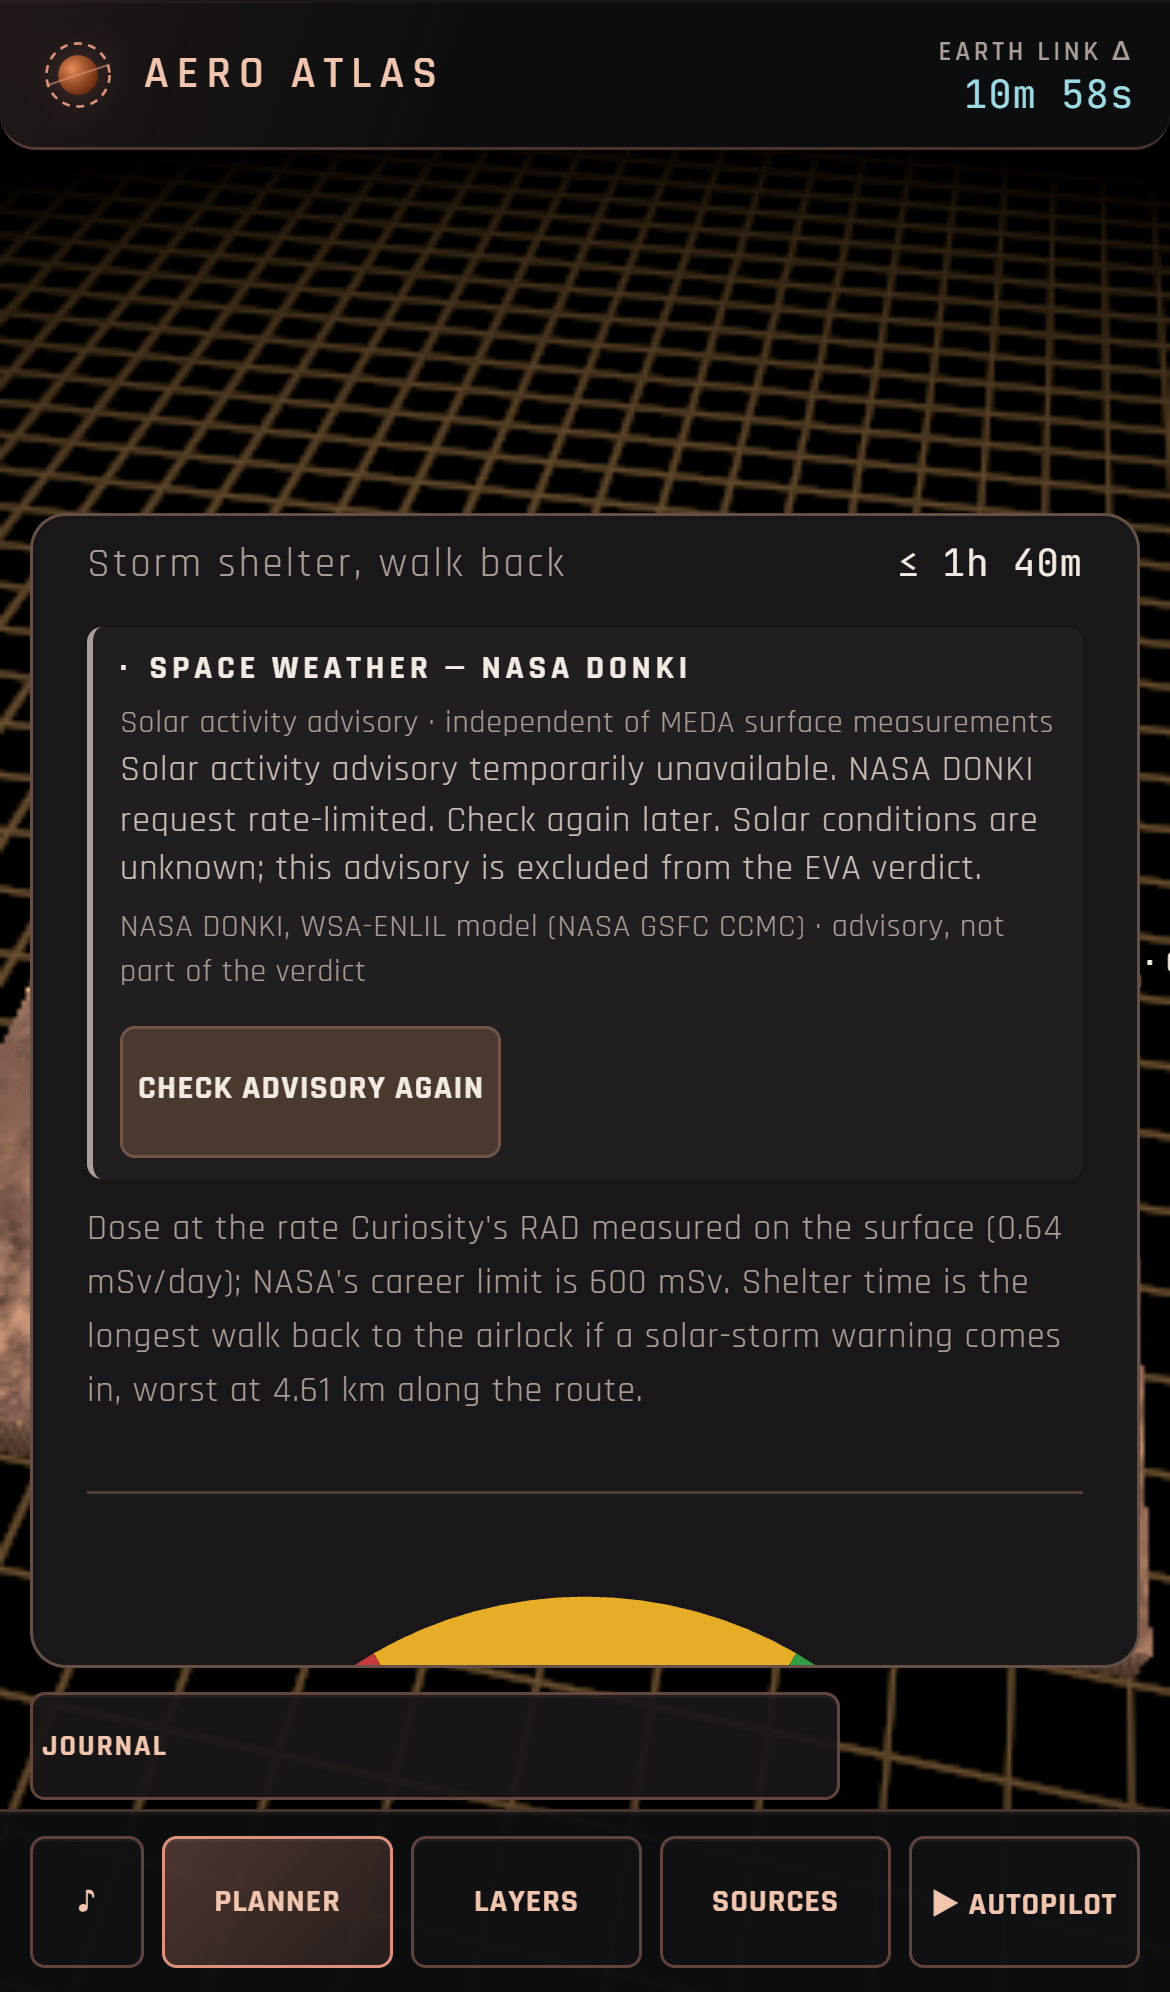 AERO ATLAS
EARTH LINK Δ
10m 58s
Storm shelter, walk back
≤ 1h 40m
· SPACE WEATHER — NASA DONKI
Solar activity advisory · independent of MEDA surface measurements
Solar activity advisory temporarily unavailable. NASA DONKI
request rate-limited. Check again later. Solar conditions are
unknown; this advisory is excluded from the EVA verdict.
NASA DONKI, WSA-ENLIL model (NASA GSFC CCMC) · advisory, not
part of the verdict
CHECK ADVISORY AGAIN
Dose at the rate Curiosity's RAD measured on the surface (0.64
mSv/day); NASA's career limit is 600 mSv. Shelter time is the
longest walk back to the airlock if a solar-storm warning comes
in, worst at 4.61 km along the route.
JOURNAL
♪
PLANNER
LAYERS
SOURCES
▶ AUTOPILOT